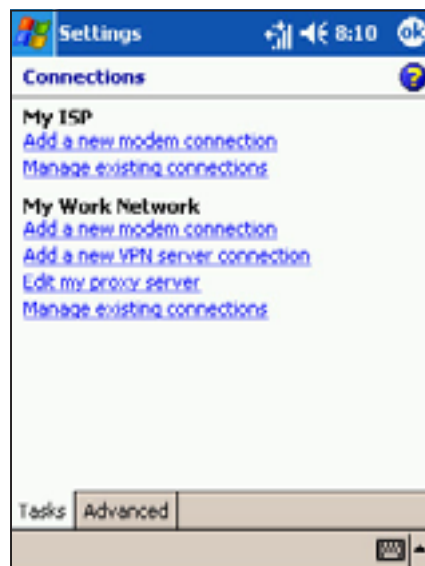 Settings 8:10 ok
Connections ?
My ISP
Add a new modem connection
Manage existing connections
My Work Network
Add a new modem connection
Add a new VPN server connection
Edit my proxy server
Manage existing connections
Tasks Advanced